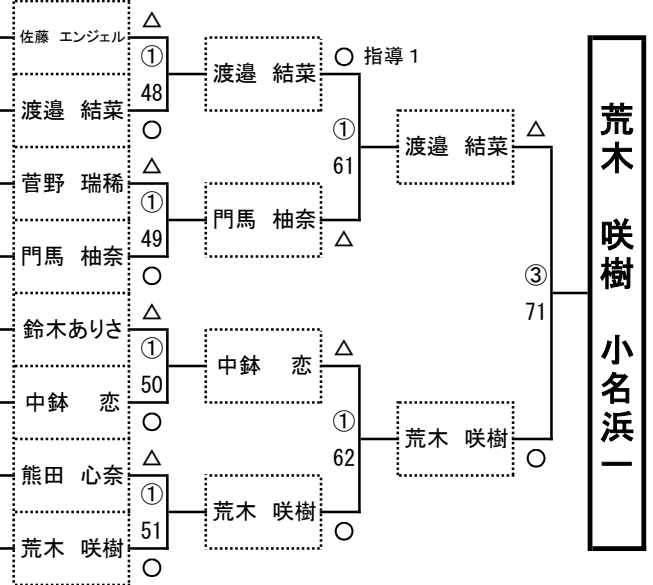 佐藤 エンジェル
△
①
48
渡邉 結菜
○
菅野 瑞稀
△
①
49
門馬 柚奈
○
鈴木ありさ
△
①
50
中鉢 恋
○
熊田 心奈
△
①
51
荒木 咲樹
○
渡邉 結菜
○ 指導1
①
61
門馬 柚奈
△
中鉢 恋
△
①
62
荒木 咲樹
○
渡邉 結菜
△
③
71
荒木 咲樹
○
荒木 咲樹 小名浜一